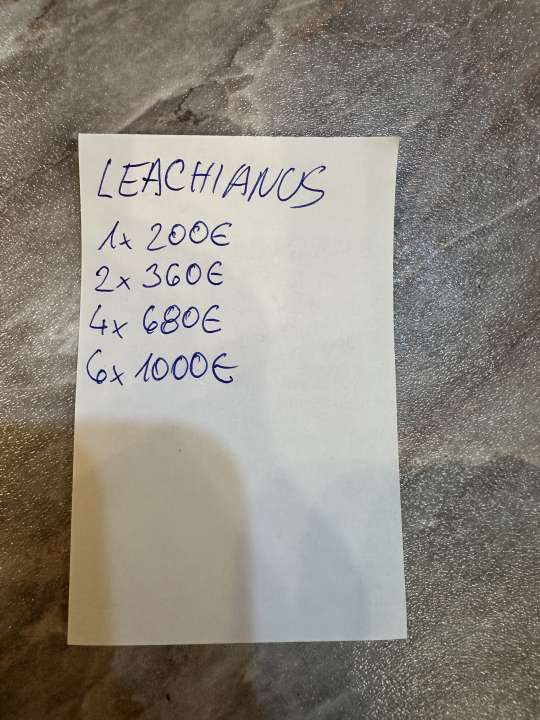 LEACHIANUS
1x 200€
2x 360€
4x 680€
6x 1000€